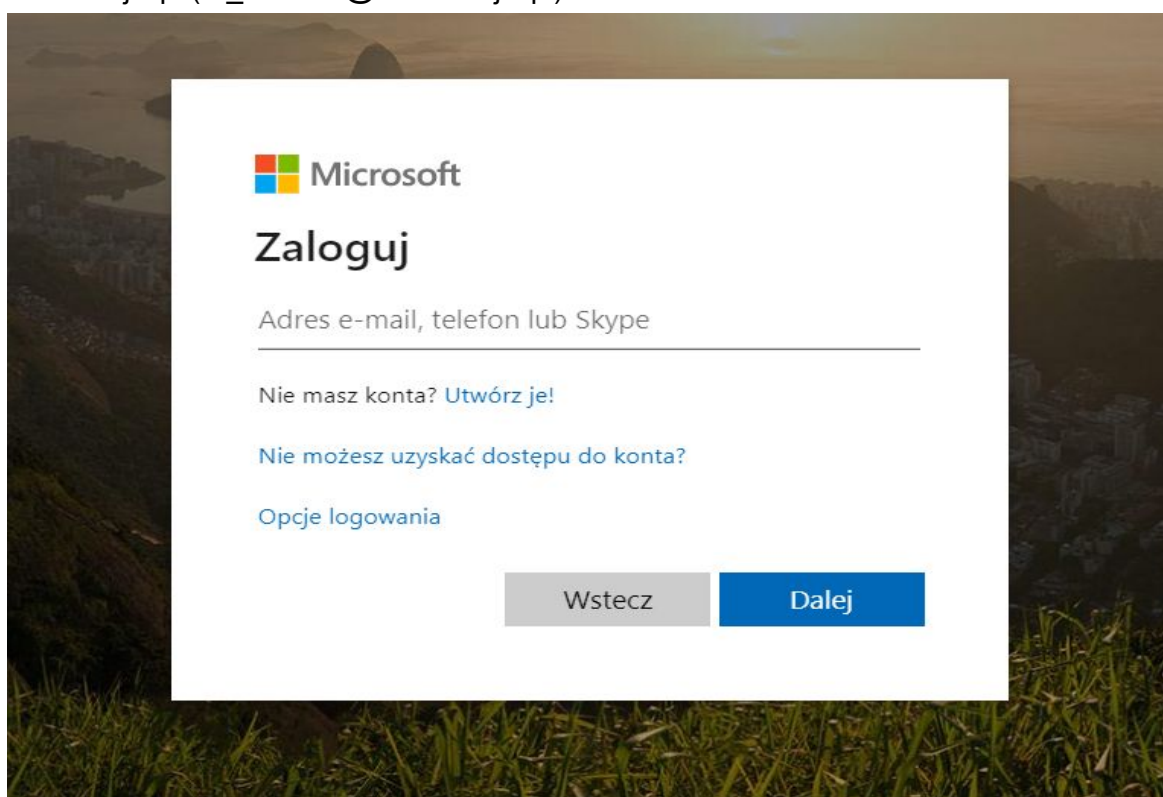 Microsoft
Zaloguj
Adres e-mail, telefon lub Skype
Nie masz konta? Utwórz je!
Nie możesz uzyskać dostępu do konta?
Opcje logowania
Wstecz
Dalej